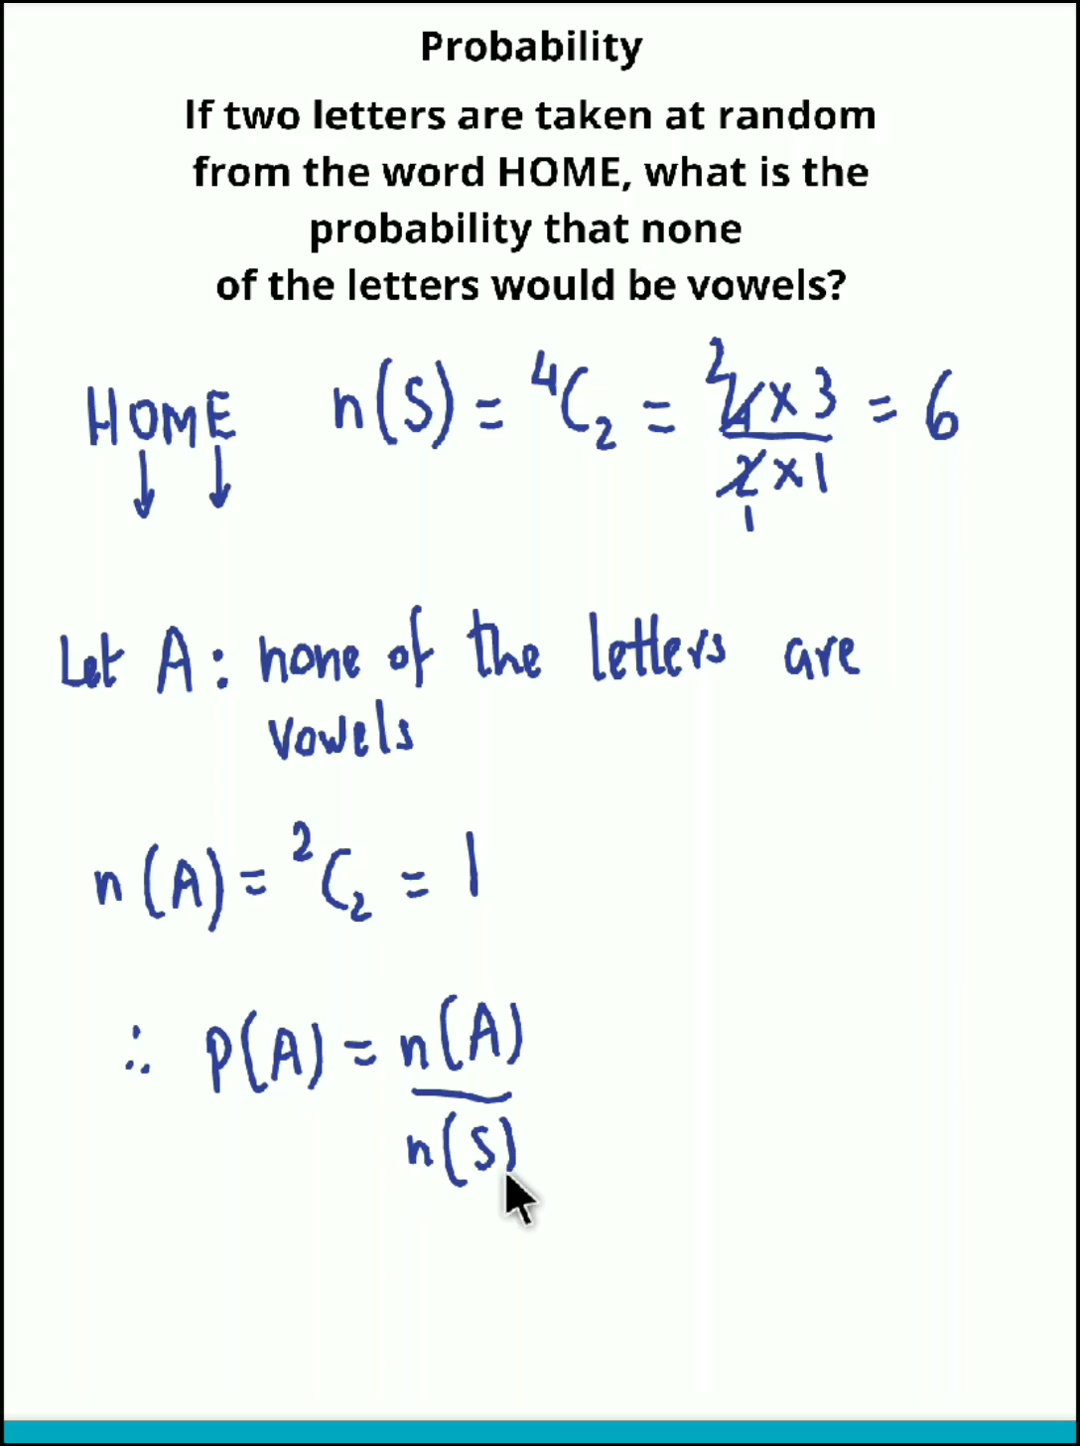 Probability
If two letters are taken at random
from the word HOME, what is the
probability that none
of the letters would be vowels?
HOME n(S) = ⁴C₂ = ²4×3 / 2×1 = 6
1
Let A: none of the letters are
vowels
n(A) = ²C₂ = 1
∴ P(A) = n(A)
n(S)